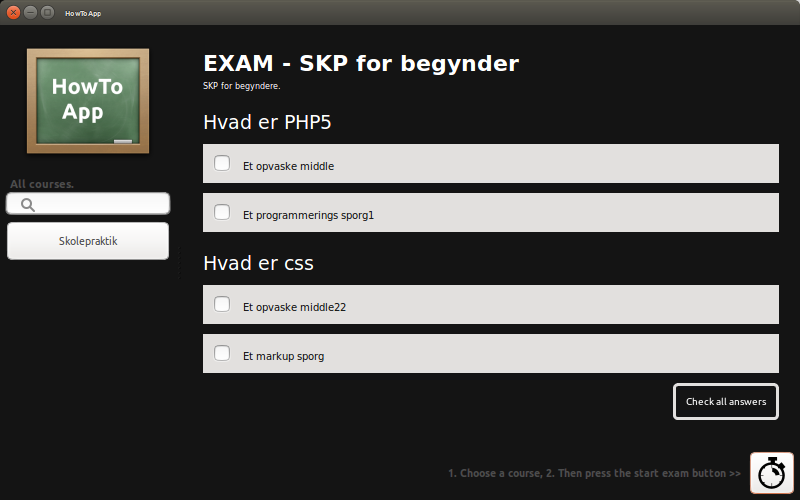 HowToApp
HowTo
App
All courses.
Skolepraktik
EXAM - SKP for begynder
SKP for begyndere.
Hvad er PHP5
Et opvaske middle
Et programmerings sporg1
Hvad er css
Et opvaske middle22
Et markup sporg
Check all answers
1. Choose a course, 2. Then press the start exam button >>